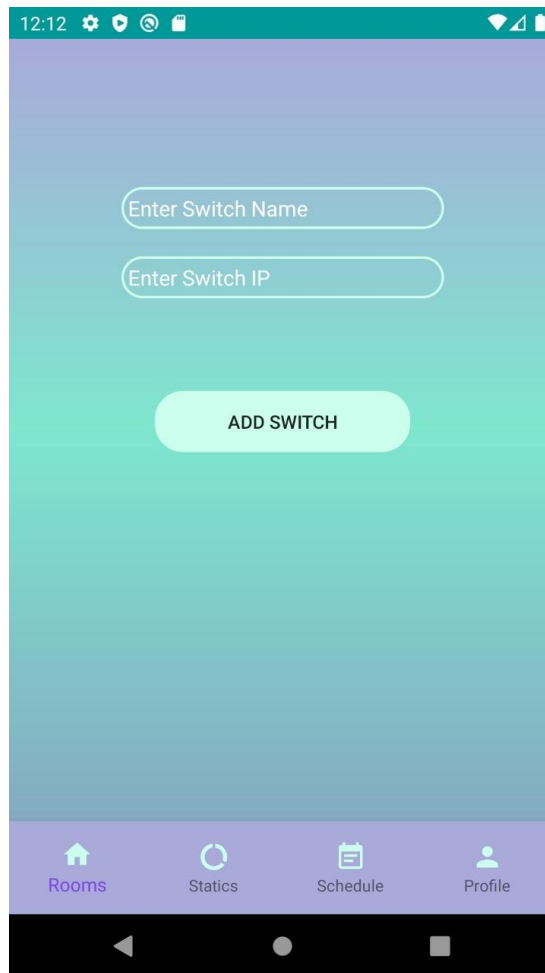 12:12
Enter Switch Name
Enter Switch IP
ADD SWITCH
Rooms Statics Schedule Profile